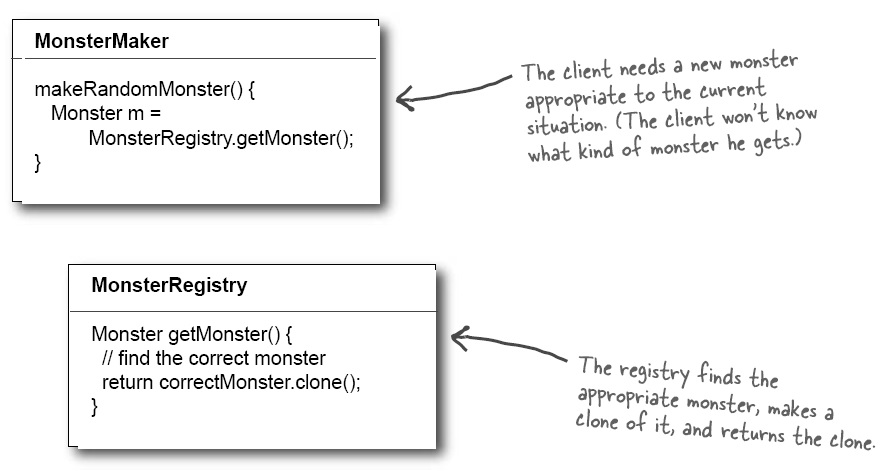 MonsterMaker
makeRandomMonster() {
Monster m =
MonsterRegistry.getMonster();
}
The client needs a new monster
appropriate to the current
situation. (The client won't know
what kind of monster he gets.)
MonsterRegistry
Monster getMonster() {
// find the correct monster
return correctMonster.clone();
}
The registry finds the
appropriate monster, makes a
clone of it, and returns the clone.